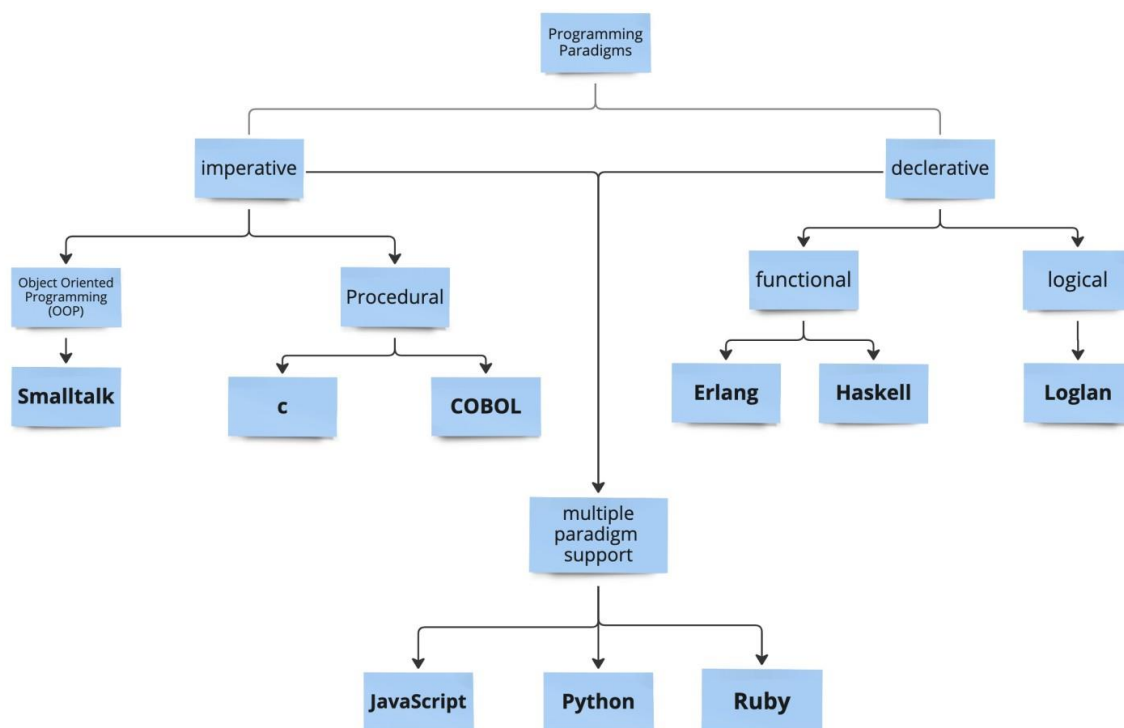 Programming
Paradigms
imperative
declerative
Object Oriented
Programming
(OOP)
Procedural
functional
logical
Smalltalk
c
COBOL
Erlang
Haskell
Loglan
multiple
paradigm
support
JavaScript
Python
Ruby